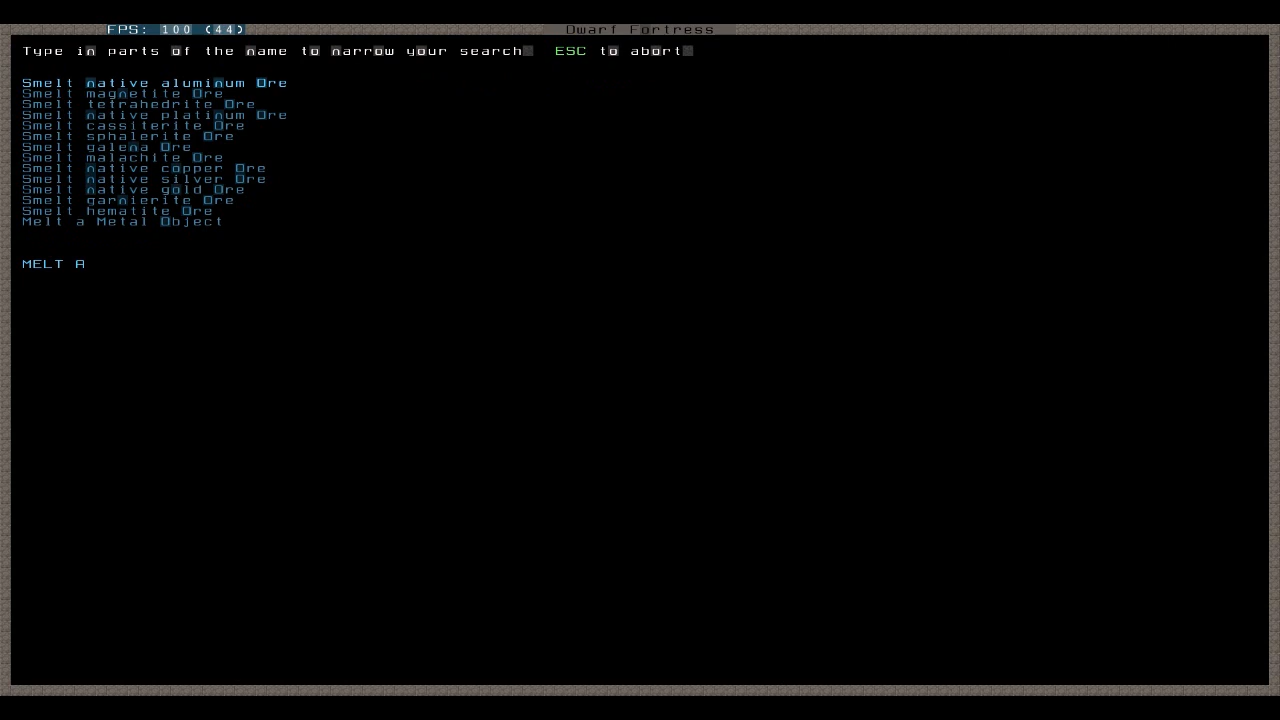 FPS: 100 (44)
Dwarf Fortress
Type in parts of the name to narrow your search. ESC to abort.
Smelt native aluminum Ore
Smelt magnetite Ore
Smelt tetrahedrite Ore
Smelt native platinum Ore
Smelt cassiterite Ore
Smelt sphalerite Ore
Smelt galena Ore
Smelt malachite Ore
Smelt native copper Ore
Smelt native silver Ore
Smelt native gold Ore
Smelt garnierite Ore
Smelt hematite Ore
Melt a Metal Object
MELT A